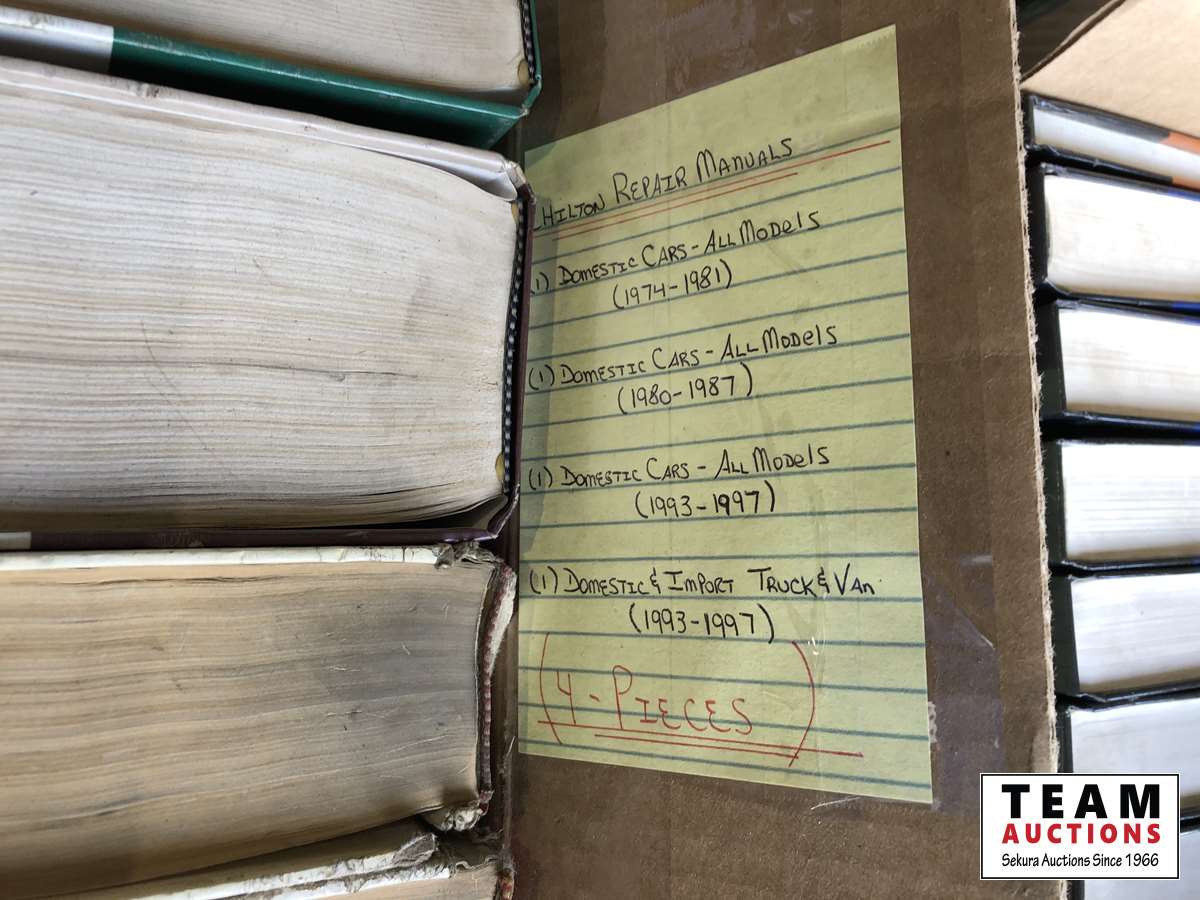 CHILTON REPAIR MANUALS
(1) DOMESTIC CARS - ALL MODELS
(1974-1981)
(1) DOMESTIC CARS - ALL MODELS
(1980-1987)
(1) DOMESTIC CARS - ALL MODELS
(1993-1997)
(1) DOMESTIC & IMPORT TRUCK & VAN
(1993-1997)
(4-PIECES)
TEAM
AUCTIONS
Sekura Auctions Since 1966